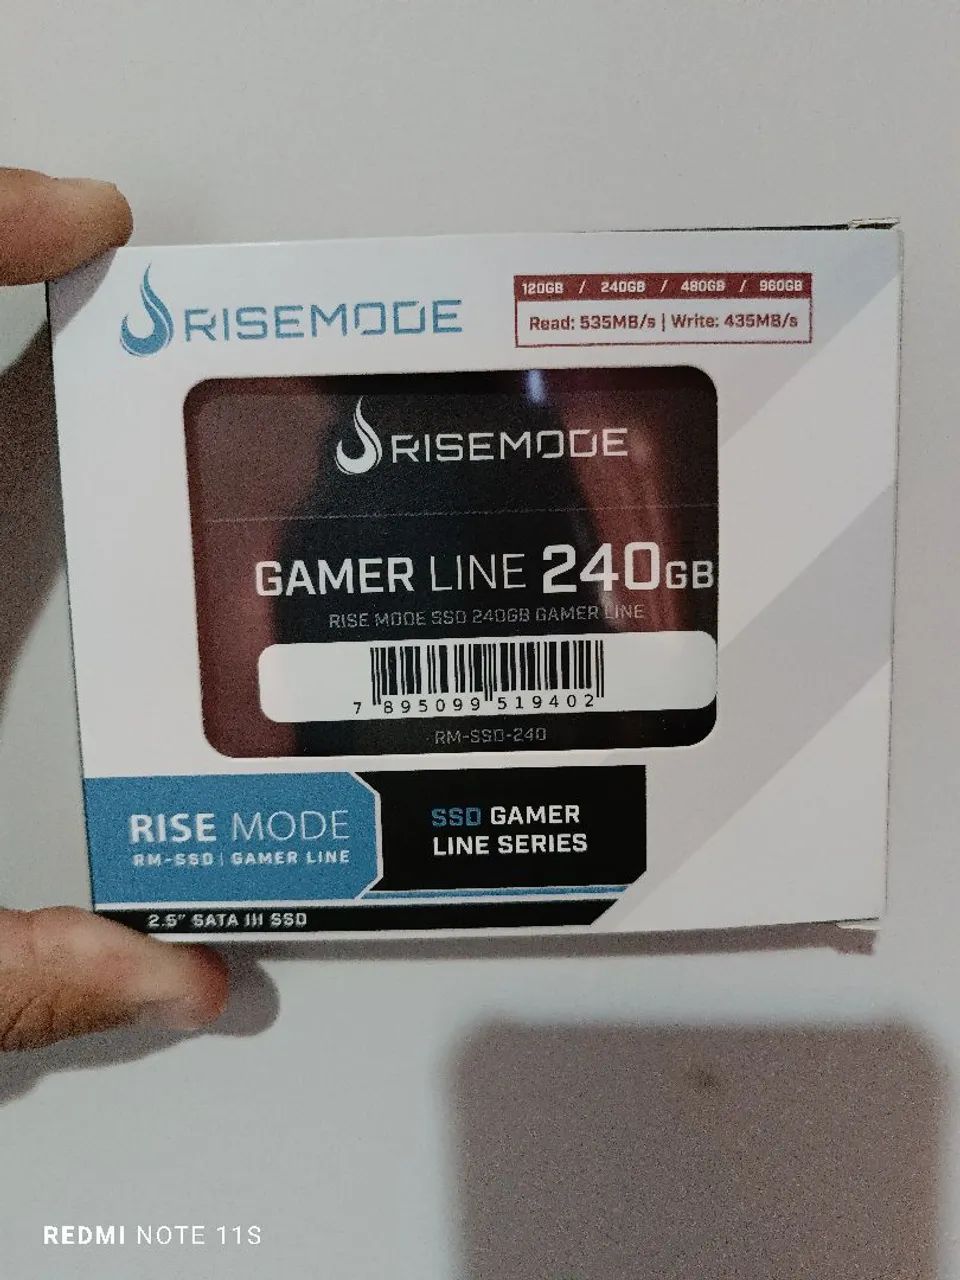 RISEMODE
120GB / 240GB / 480GB / 960GB
Read: 535MB/s | Write: 435MB/s
RISEMODE
GAMER LINE 240GB
RISE MODE SSD 240GB GAMER LINE
7 895099 519402
RM-SSD-240
RISE MODE
RM-SSD | GAMER LINE
SSD GAMER
LINE SERIES
2.5" SATA III SSD
REDMI NOTE 11S